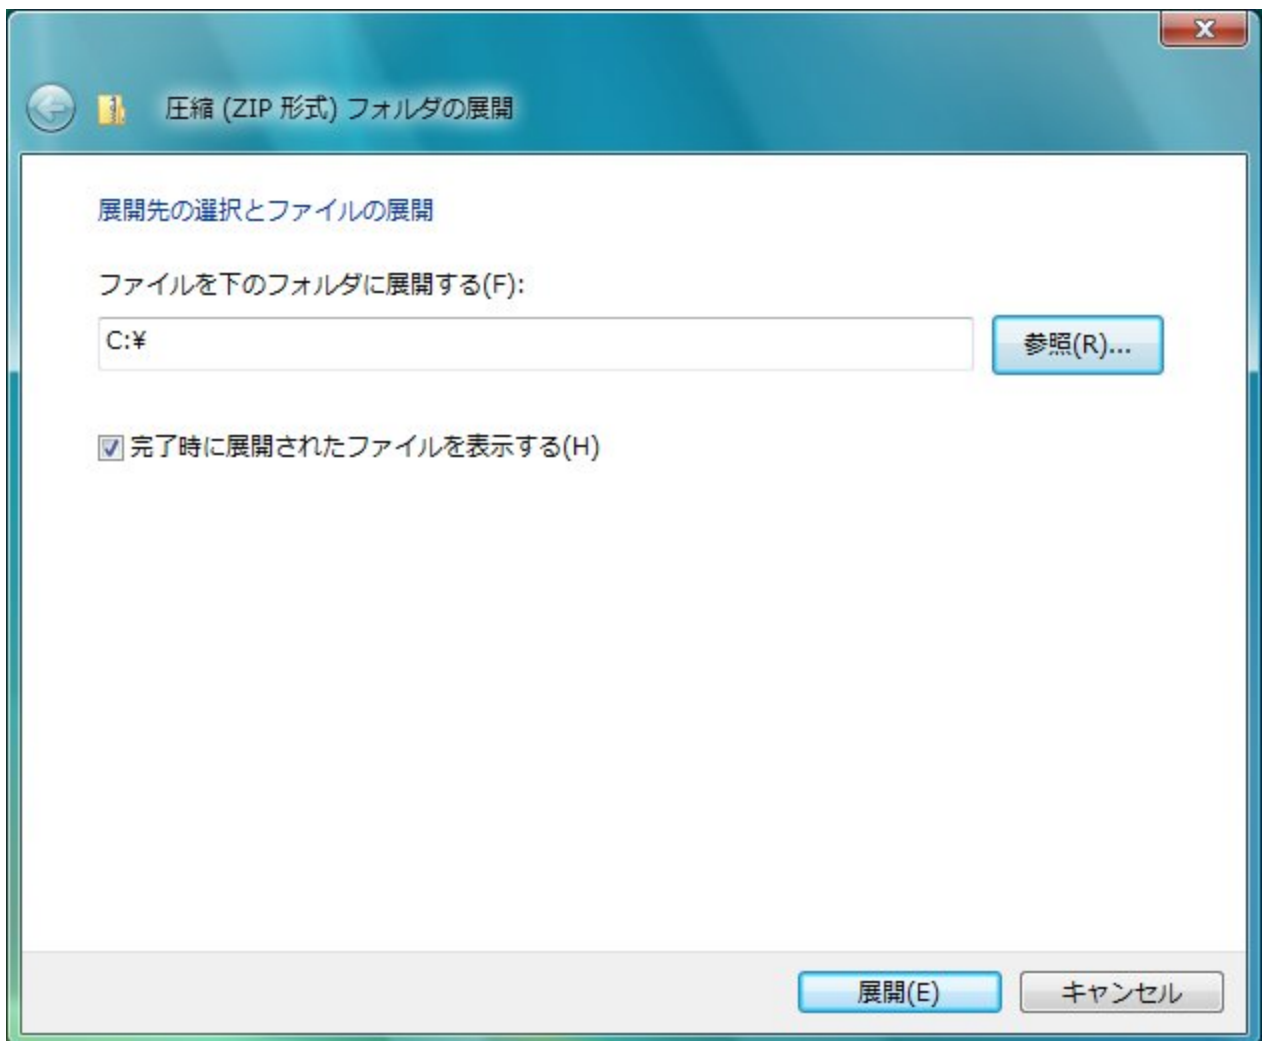 圧縮 (ZIP 形式) フォルダの展開
展開先の選択とファイルの展開
ファイルを下のフォルダに展開する(F):
C:¥
参照(R)...
完了時に展開されたファイルを表示する(H)
展開(E)
キャンセル